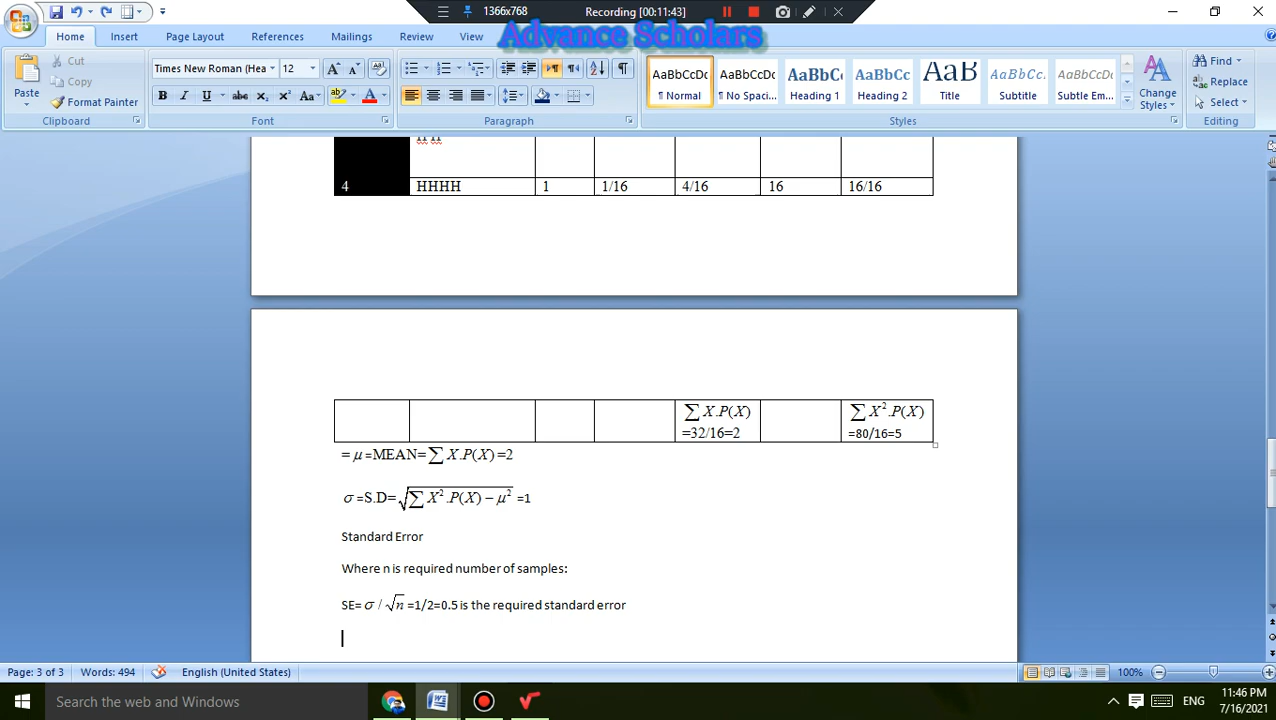 1366x768 Recording [00:11:43]
Home Insert Page Layout References Mailings Review View
Advance Scholars
Paste Cut Copy Format Painter
Times New Roman (Hea 12
AaBbCcDc AaBbCcDc AaBbC AaBbCc AaB AaBbCc. AaBbCcDc
¶ Normal ¶ No Spaci... Heading 1 Heading 2 Title Subtitle Subtle Em...
Change Styles
Find Replace Select
Clipboard Font Paragraph Styles Editing
4 HHHH 1 1/16 4/16 16 16/16
∑ X.P(X) =32/16=2
∑ X².P(X) =80/16=5
= μ =MEAN= ∑ X.P(X) =2
σ =S.D= √∑ X².P(X) − μ² =1
Standard Error
Where n is required number of samples:
SE= σ / √n =1/2=0.5 is the required standard error
Page: 3 of 3 Words: 494 English (United States) 100%
Search the web and Windows
ENG 11:46 PM
7/16/2021